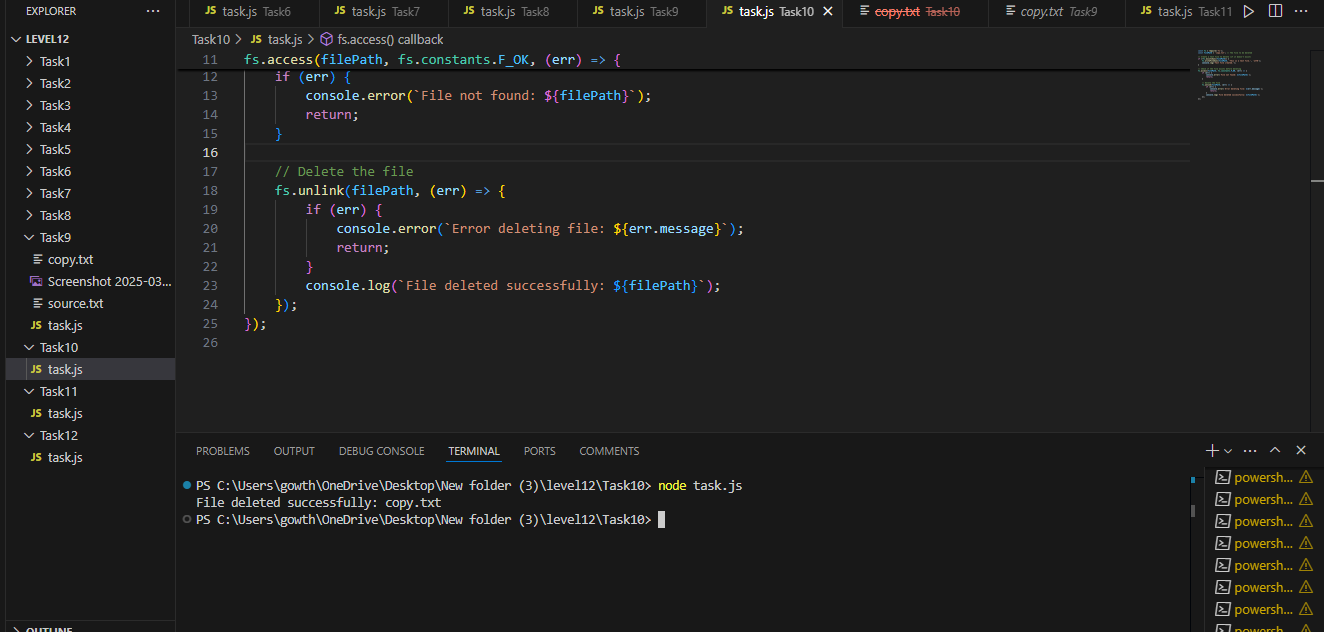 EXPLORER
LEVEL12
Task1
Task2
Task3
Task4
Task5
Task6
Task7
Task8
Task9
copy.txt
Screenshot 2025-03...
source.txt
JS task.js
Task10
JS task.js
Task11
JS task.js
Task12
JS task.js
OUTLINE
JS task.js Task6
JS task.js Task7
JS task.js Task8
JS task.js Task9
JS task.js Task10
copy.txt Task10
copy.txt Task9
JS task.js Task11
Task10 > JS task.js > fs.access() callback
11 fs.access(filePath, fs.constants.F_OK, (err) => {
12 if (err) {
13 console.error(`File not found: ${filePath}`);
14 return;
15 }
16
17 // Delete the file
18 fs.unlink(filePath, (err) => {
19 if (err) {
20 console.error(`Error deleting file: ${err.message}`);
21 return;
22 }
23 console.log(`File deleted successfully: ${filePath}`);
24 });
25 });
26
PROBLEMS OUTPUT DEBUG CONSOLE TERMINAL PORTS COMMENTS
PS C:\Users\gowth\OneDrive\Desktop\New folder (3)\level12\Task10> node task.js
File deleted successfully: copy.txt
PS C:\Users\gowth\OneDrive\Desktop\New folder (3)\level12\Task10>
powersh...
powersh...
powersh...
powersh...
powersh...
powersh...
powersh...
powersh...